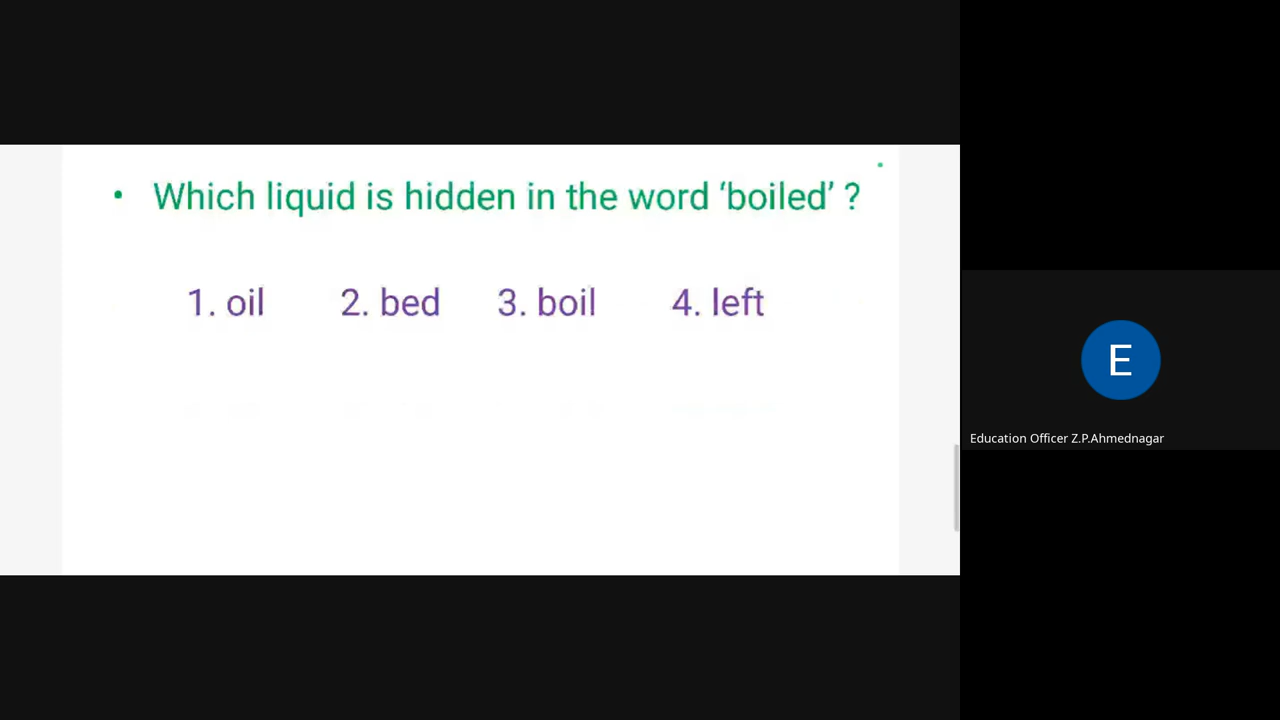 • Which liquid is hidden in the word ‘boiled’ ?
1. oil 2. bed 3. boil 4. left
E
Education Officer Z.P.Ahmednagar